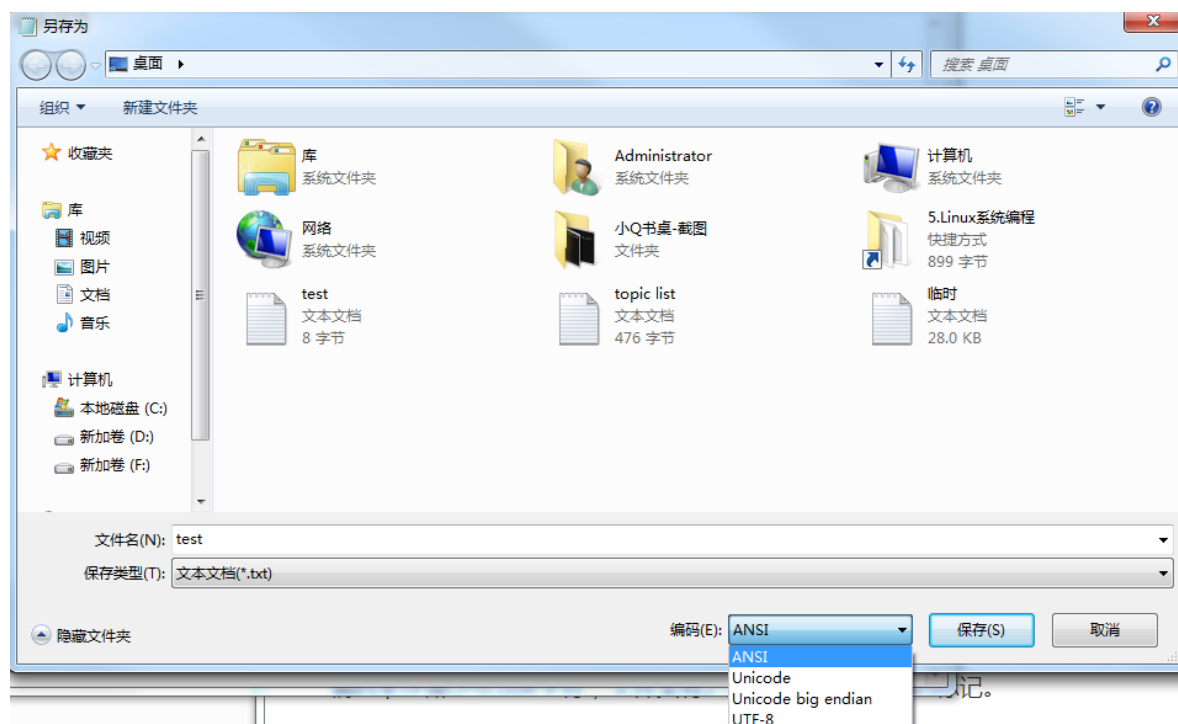 另存为
桌面
搜索 桌面
组织
新建文件夹
收藏夹
库
视频
图片
文档
音乐
计算机
本地磁盘 (C:)
新加卷 (D:)
新加卷 (F:)
库
系统文件夹
Administrator
系统文件夹
计算机
系统文件夹
网络
系统文件夹
小Q书桌-截图
文件夹
5.Linux系统编程
快捷方式
899 字节
test
文本文档
8 字节
topic list
文本文档
476 字节
临时
文本文档
28.0 KB
文件名(N): test
保存类型(T): 文本文档(*.txt)
隐藏文件夹
编码(E): ANSI
保存(S)
取消
ANSI
Unicode
Unicode big endian
UTF-8
记。